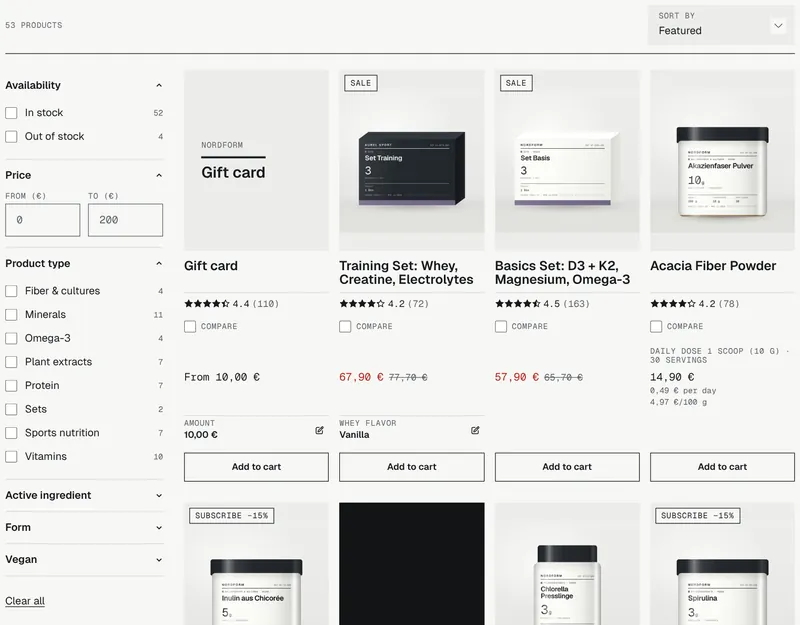 53 PRODUCTS
SORT BY
Featured
Availability
In stock 52
Out of stock 4
Price
FROM (€) TO (€)
0 200
Product type
Fiber & cultures 4
Minerals 11
Omega-3 4
Plant extracts 7
Protein 7
Sets 2
Sports nutrition 7
Vitamins 10
Active ingredient
Form
Vegan
Clear all
NORDFORM
Gift card
Gift card
4.4 (110)
COMPARE
From 10,00 €
AMOUNT
10,00 €
Add to cart
SALE
Set Training
3
Training Set: Whey,
Creatine, Electrolytes
4.2 (72)
COMPARE
67,90 € 77,70 €
WHEY FLAVOR
Vanilla
Add to cart
SALE
NORDFORM
Set Basis
3
Basics Set: D3 + K2,
Magnesium, Omega-3
4.5 (163)
COMPARE
57,90 € 65,70 €
Add to cart
NORDFORM
Akazienfaser Pulver
10g
Acacia Fiber Powder
4.2 (78)
COMPARE
DAILY DOSE 1 SCOOP (10 G) ·
30 SERVINGS
14,90 €
0,49 € per day
4,97 €/100 g
Add to cart
SUBSCRIBE −15%
NORDFORM
Inulin aus Chicorée
5g
NORDFORM
Chlorella
Presslinge
3g
SUBSCRIBE −15%
NORDFORM
Spirulina
3g